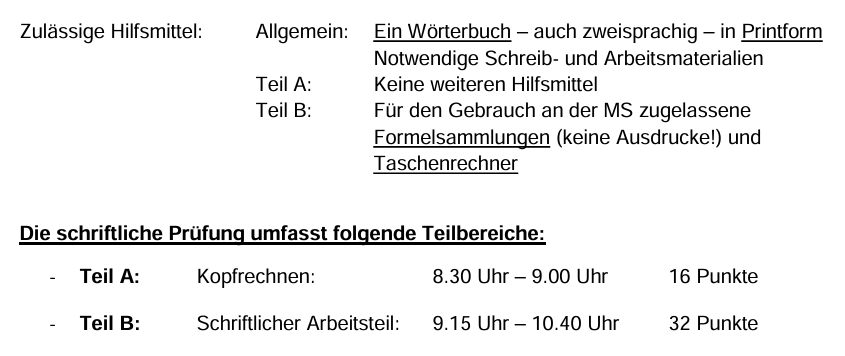 Zulässige Hilfsmittel: Allgemein: Ein Wörterbuch – auch zweisprachig – in Printform
Notwendige Schreib- und Arbeitsmaterialien
Teil A: Keine weiteren Hilfsmittel
Teil B: Für den Gebrauch an der MS zugelassene
Formelsammlungen (keine Ausdrucke!) und
Taschenrechner
Die schriftliche Prüfung umfasst folgende Teilbereiche:
- Teil A: Kopfrechnen: 8.30 Uhr – 9.00 Uhr 16 Punkte
- Teil B: Schriftlicher Arbeitsteil: 9.15 Uhr – 10.40 Uhr 32 Punkte